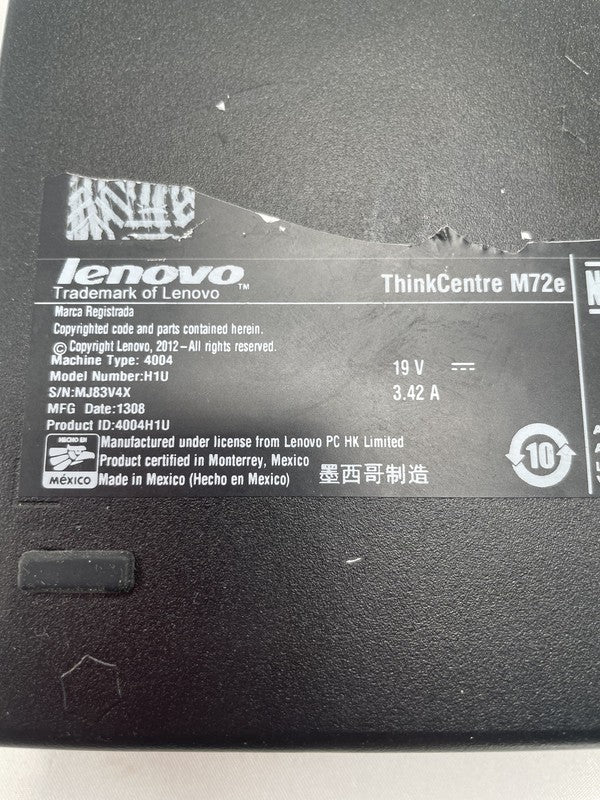 lenovo™
Trademark of Lenovo
ThinkCentre M72e
Marca Registrada
Copyrighted code and parts contained herein.
© Copyright Lenovo, 2012–All rights reserved.
Machine Type: 4004
Model Number:H1U
S/N:MJ83V4X
MFG Date:1308
Product ID:4004H1U
19 V
3.42 A
HECHO EN
MÉXICO
Manufactured under license from Lenovo PC HK Limited
Product certified in Monterrey, Mexico
Made in Mexico (Hecho en Mexico)
墨西哥制造
10